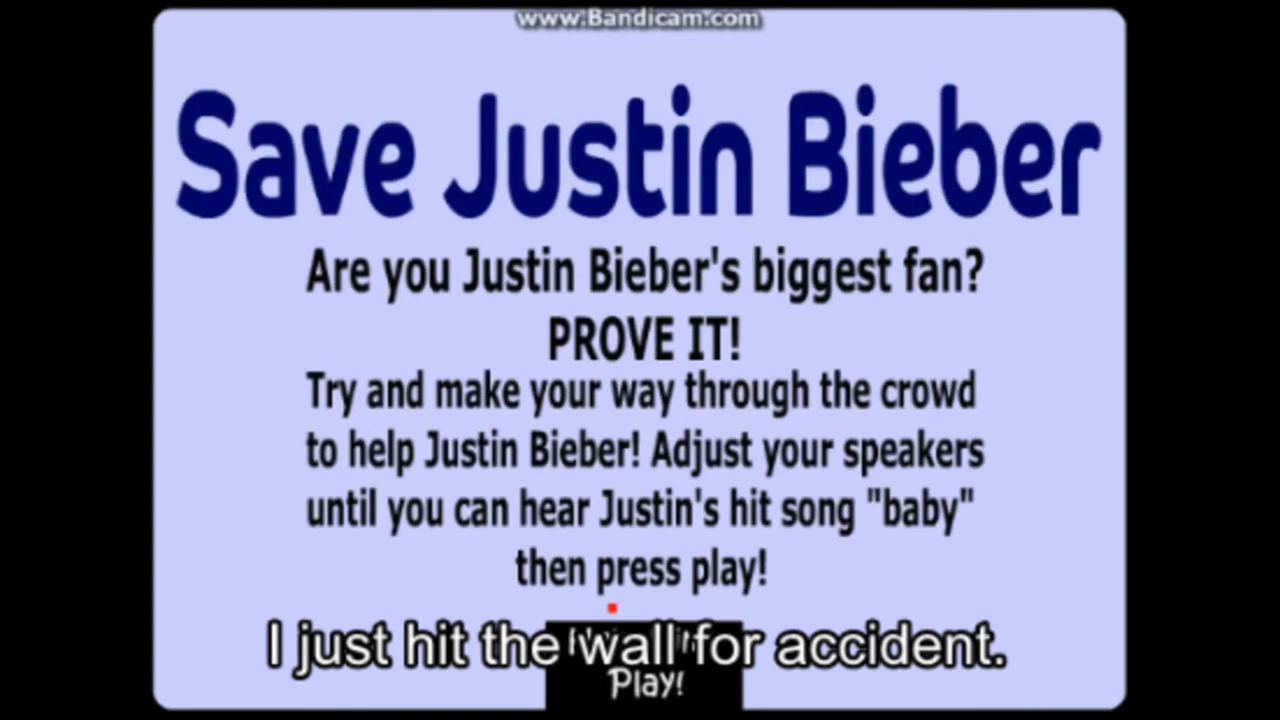 www.Bandicam.com
Save Justin Bieber
Are you Justin Bieber's biggest fan?
PROVE IT!
Try and make your way through the crowd
to help Justin Bieber! Adjust your speakers
until you can hear Justin's hit song "baby"
then press play!
I just hit the wall for accident.
Play!